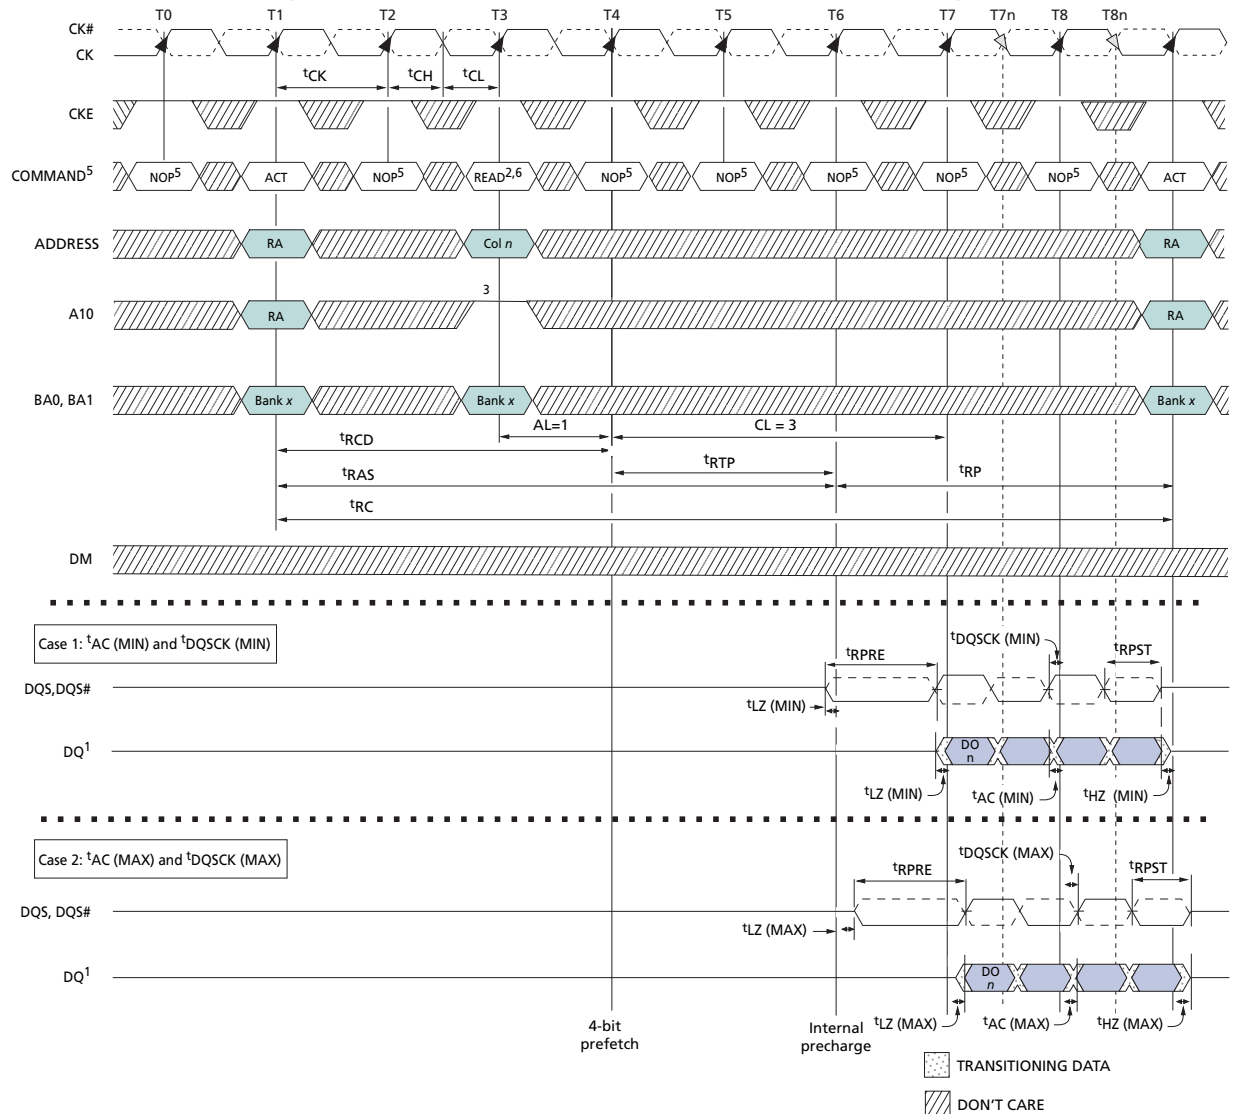 T0 T1 T2 T3 T4 T5 T6 T7 T7n T8 T8n
CK#
CK
tCK tCH tCL
CKE
COMMAND5 NOP5 ACT NOP5 READ2,6 NOP5 NOP5 NOP5 NOP5 NOP5 ACT
ADDRESS RA Col n RA
3
A10 RA RA
BA0, BA1 Bank x Bank x Bank x
AL=1 CL = 3
tRCD
tRTP
tRAS tRP
tRC
DM
Case 1: tAC (MIN) and tDQSCK (MIN)
tDQSCK (MIN)
tRPRE tRPST
DQS,DQS#
tLZ (MIN)
DQ1 DO n
tLZ (MIN) tAC (MIN) tHZ (MIN)
Case 2: tAC (MAX) and tDQSCK (MAX)
tDQSCK (MAX)
tRPRE tRPST
DQS, DQS#
tLZ (MAX)
DQ1 DO n
tLZ (MAX) tAC (MAX) tHZ (MAX)
4-bit prefetch
Internal precharge
TRANSITIONING DATA
DON'T CARE